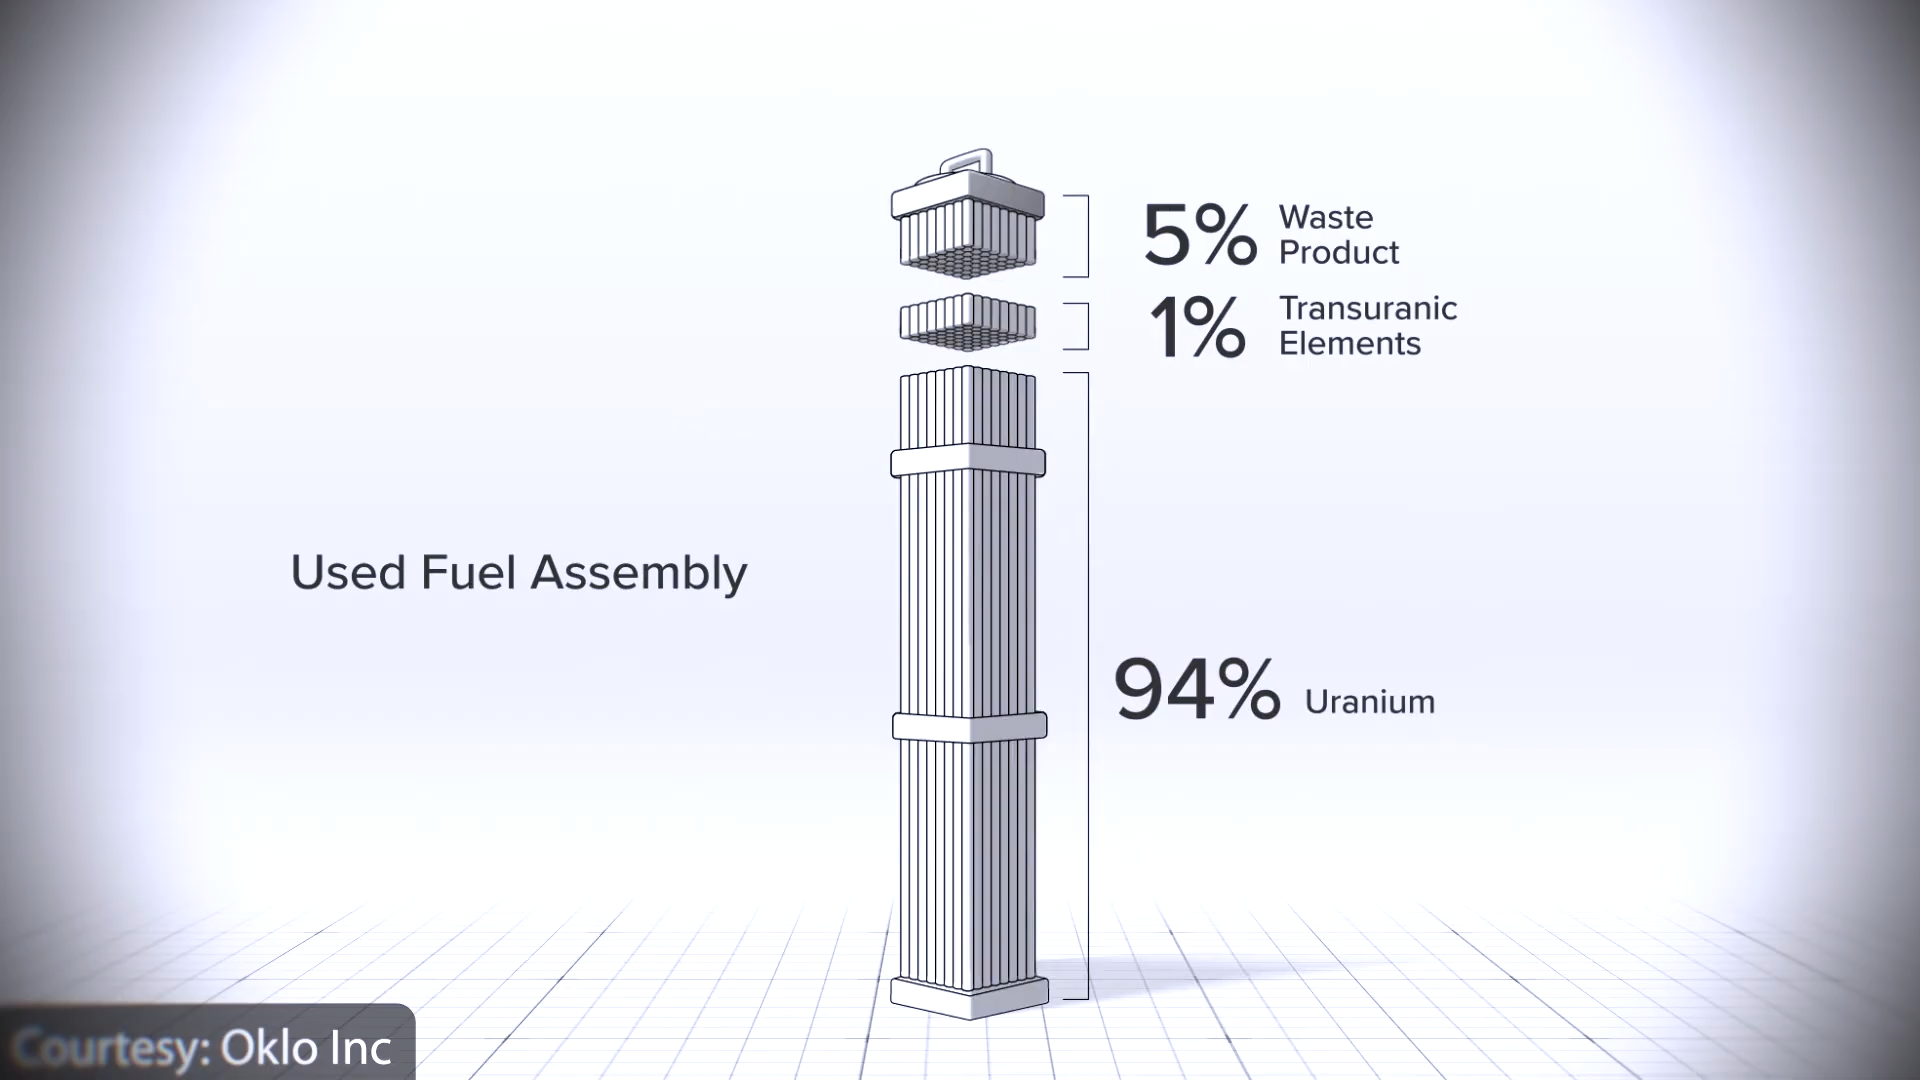 5% Waste
Product
1% Transuranic
Elements
Used Fuel Assembly
94% Uranium
Courtesy: Oklo Inc